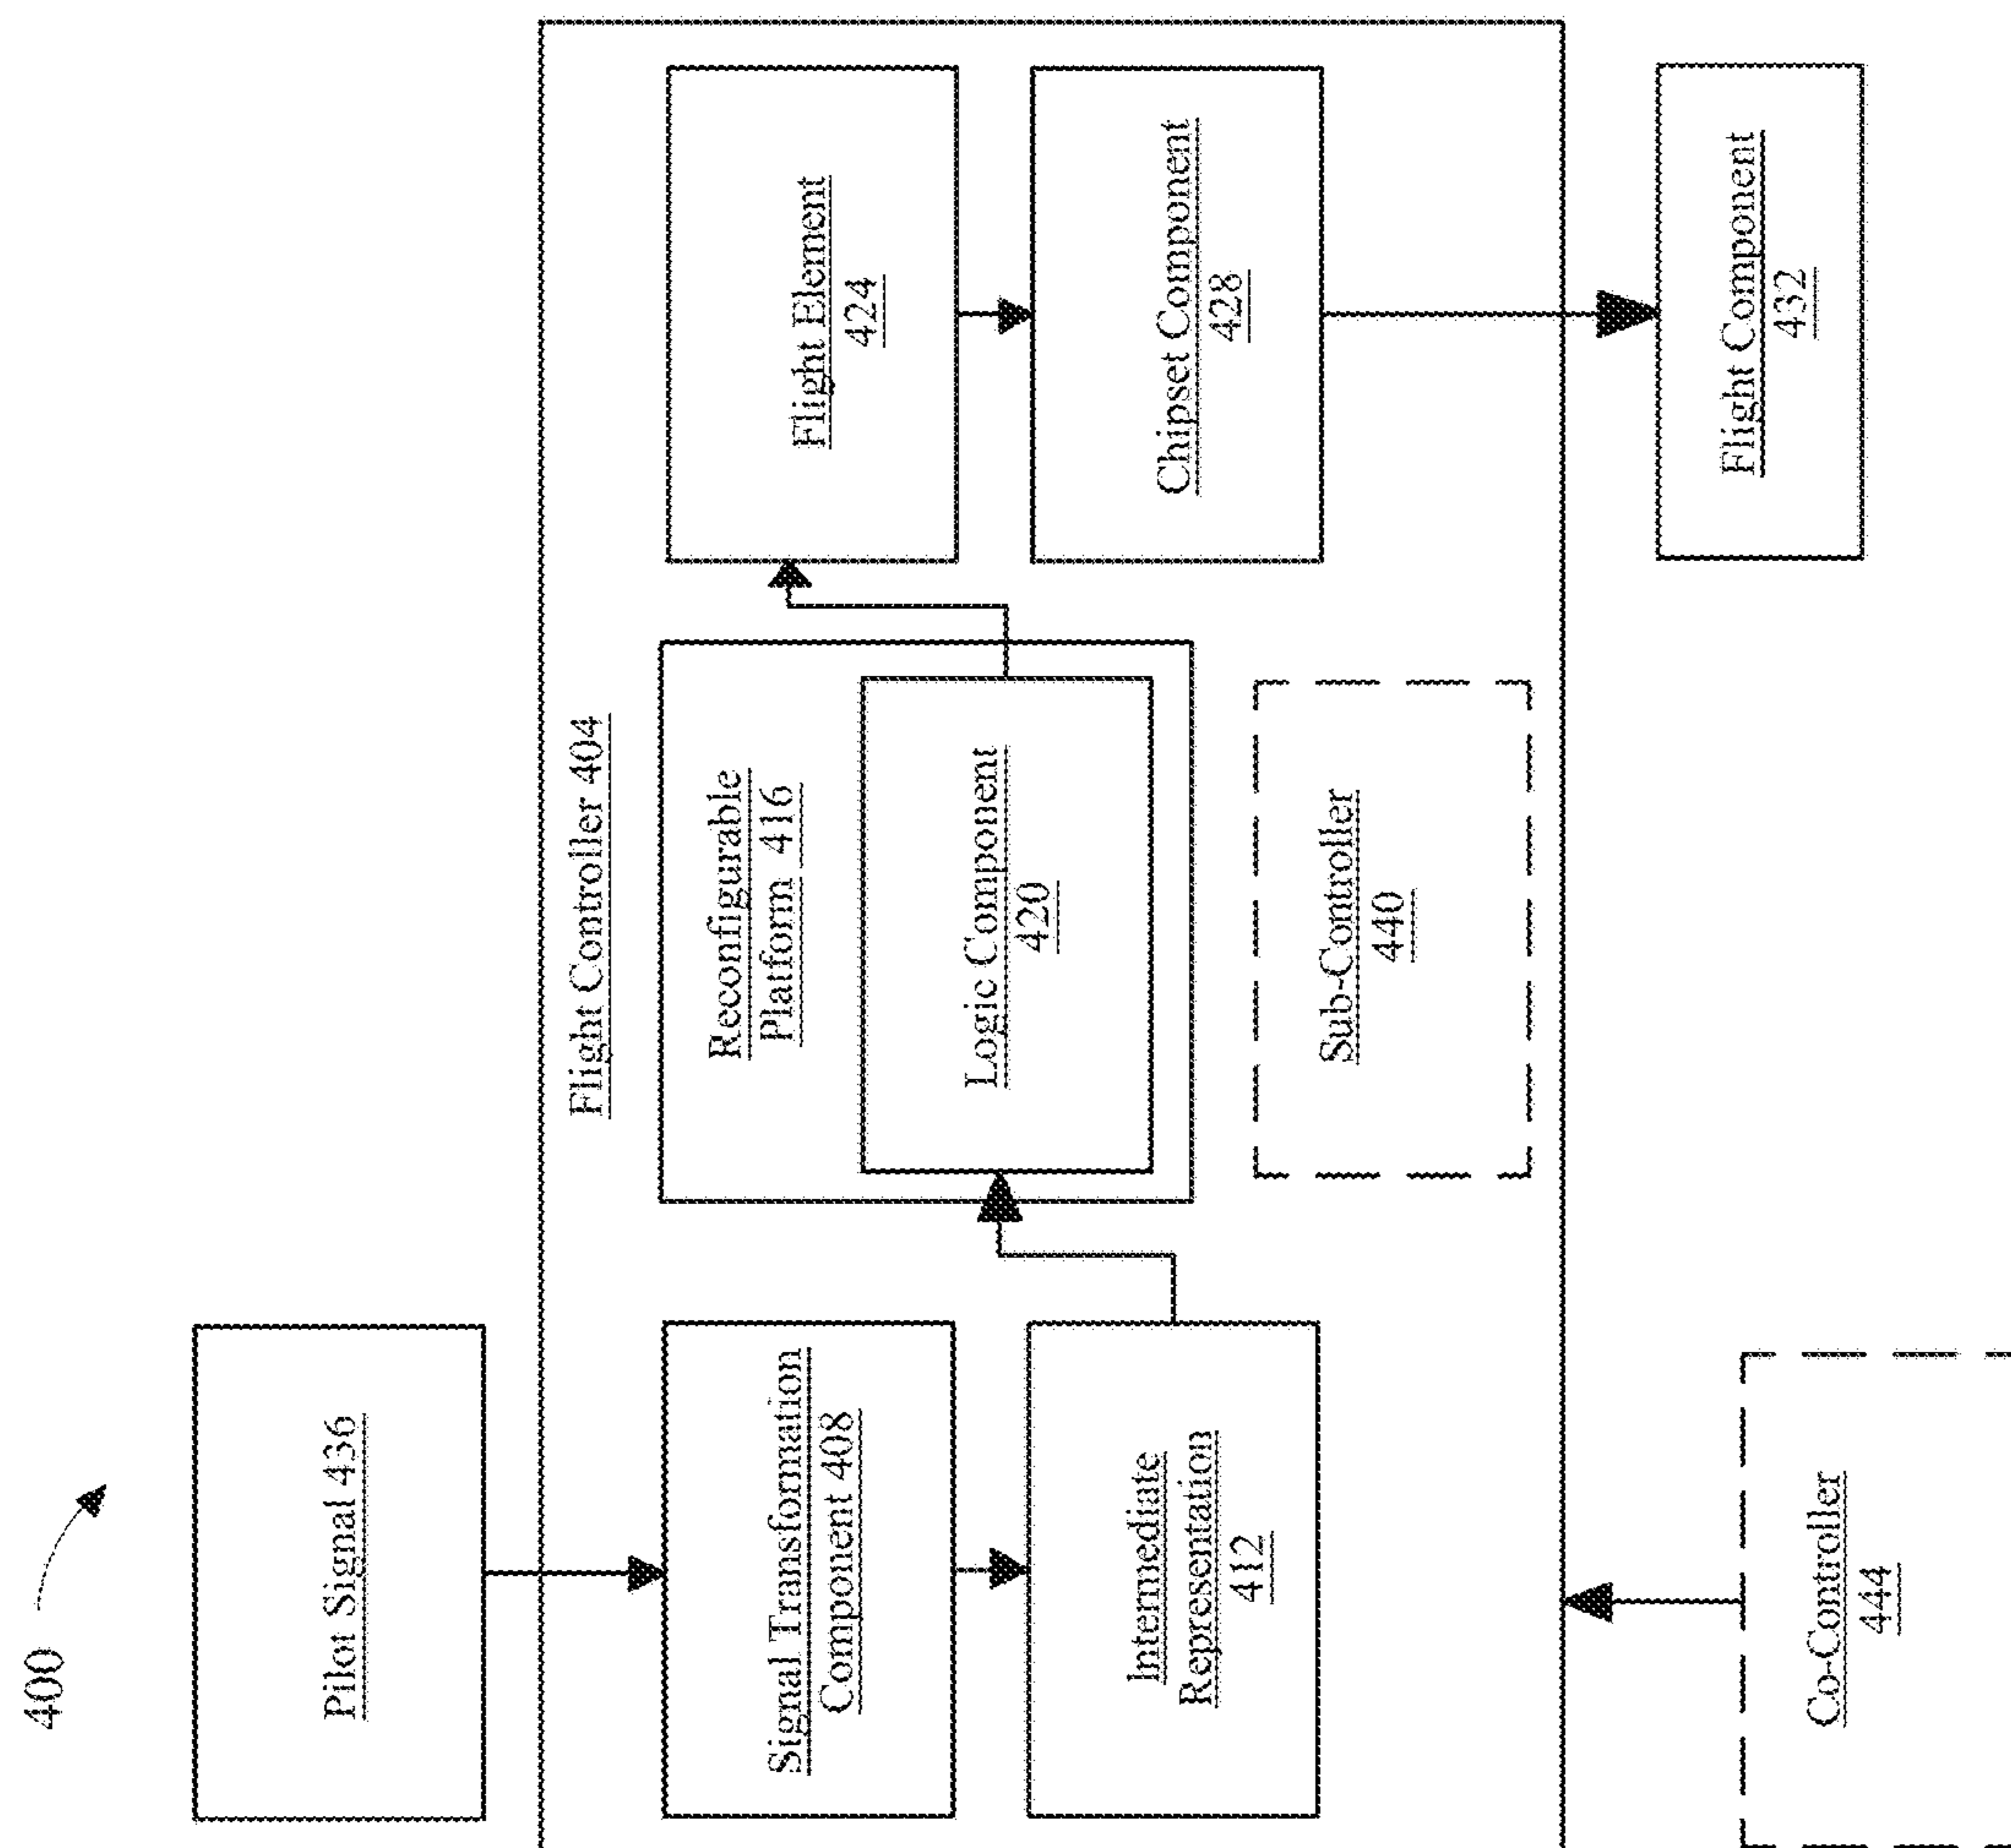 400
Pilot Signal 436
Flight Controller 404
Signal Transformation
Component 408
Intermediate
Representation
412
Reconfigurable
Platform 416
Logic Component
420
Sub-Controller
440
Flight Element
424
Chipset Component
428
Co-Controller
444
Flight Component
432